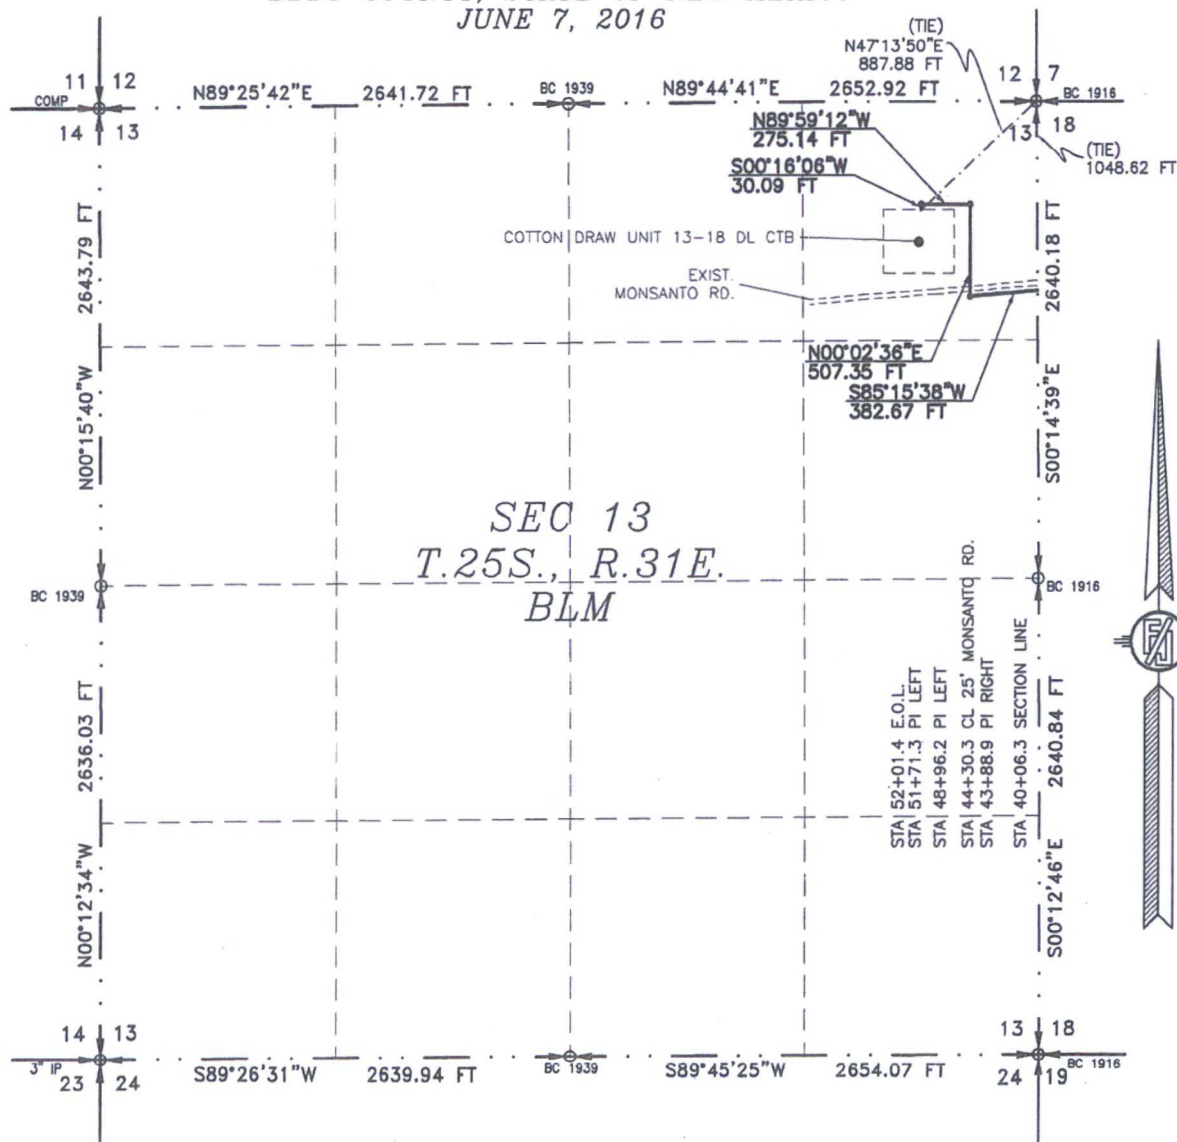 JUNE 7, 2016
(TIE)
N47°13'50"E
887.88 FT
11 12
COMP
14 13
N89°25'42"E 2641.72 FT
BC 1939
N89°44'41"E 2652.92 FT
12 7
BC 1916
13 18
(TIE)
1048.62 FT
N89°59'12"W
275.14 FT
S00°16'06"W
30.09 FT
COTTON DRAW UNIT 13-18 DL CTB
EXIST.
MONSANTO RD.
N00°02'36"E
507.35 FT
S85°15'38"W
382.67 FT
2643.79 FT
N00°15'40"W
2640.18 FT
S00°14'39"E
SEC 13
T.25S., R.31E.
BLM
BC 1939
BC 1916
STA 52+01.4 E.O.L.
STA 51+71.3 PI LEFT
STA 48+96.2 PI LEFT
STA 44+30.3 CL 25' MONSANTO RD.
STA 43+88.9 PI RIGHT
STA 40+06.3 SECTION LINE
2636.03 FT
N00°12'34"W
2640.84 FT
S00°12'46"E
14 13
3" IP
23 24
S89°26'31"W 2639.94 FT
BC 1939
S89°45'25"W 2654.07 FT
13 18
BC 1916
24 19